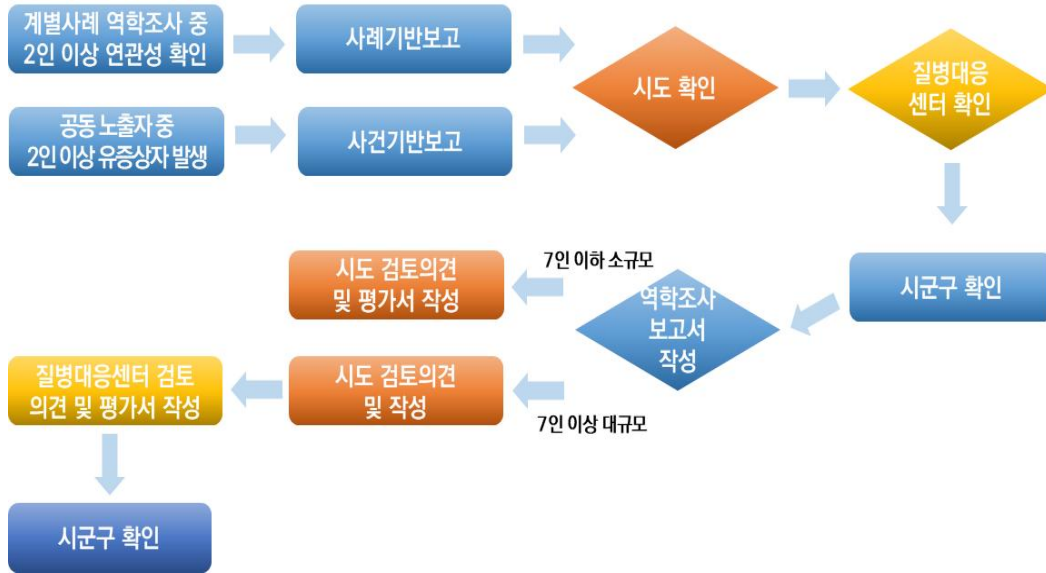 계별사례 역학조사 중
2인 이상 연관성 확인
사례기반보고
시도 확인
질병대응
센터 확인
공동 노출자 중
2인 이상 유증상자 발생
사건기반보고
7인 이하 소규모
시도 검토의견
및 평가서 작성
역학조사
보고서
작성
시군구 확인
질병대응센터 검토
의견 및 평가서 작성
시도 검토의견
및 작성
7인 이상 대규모
시군구 확인